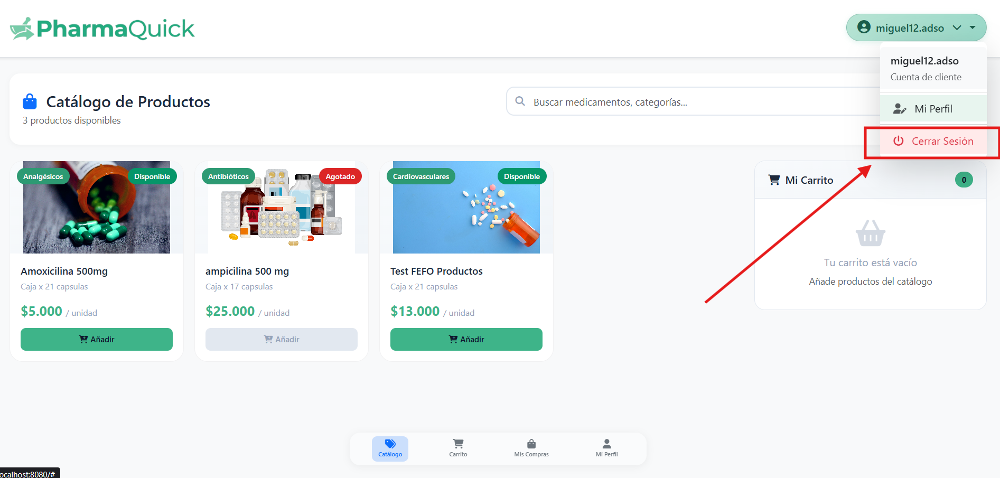 PharmaQuick
miguel12.adso
miguel12.adso
Cuenta de cliente
Mi Perfil
Cerrar Sesión
Catálogo de Productos
3 productos disponibles
Buscar medicamentos, categorías...
Analgésicos
Disponible
Amoxicilina 500mg
Caja x 21 capsulas
$5.000 / unidad
Añadir
Antibióticos
Agotado
ampicilina 500 mg
Caja x 17 capsulas
$25.000 / unidad
Añadir
Cardiovasculares
Disponible
Test FEFO Productos
Caja x 21 capsulas
$13.000 / unidad
Añadir
Mi Carrito
0
Tu carrito está vacío
Añade productos del catálogo
Catálogo
Carrito
Mis Compras
Mi Perfil
ocalhost:8080/#